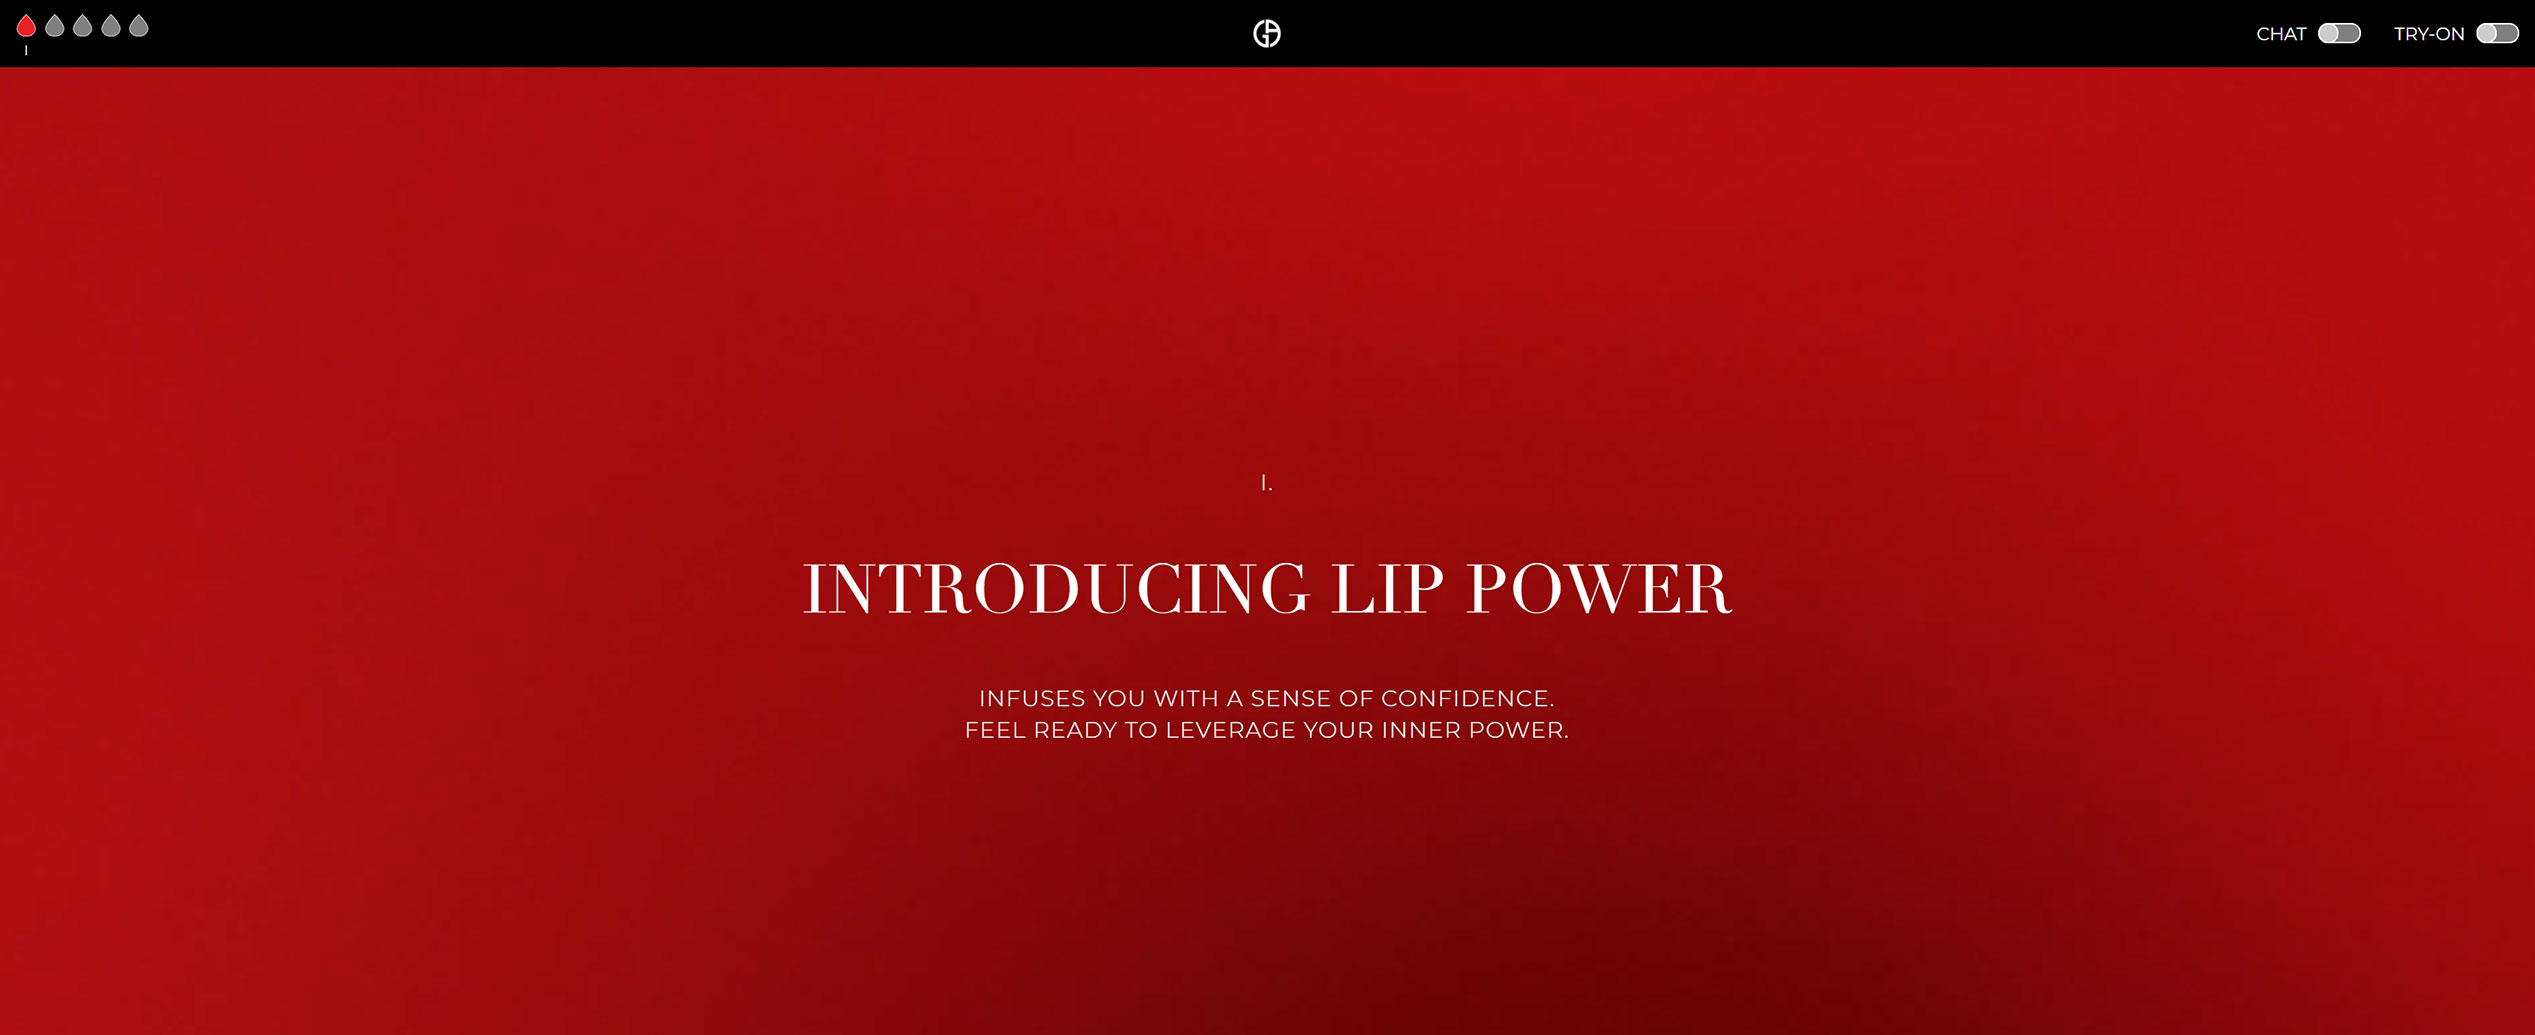 I
CHAT
TRY-ON
I.
INTRODUCING LIP POWER
INFUSES YOU WITH A SENSE OF CONFIDENCE.
FEEL READY TO LEVERAGE YOUR INNER POWER.